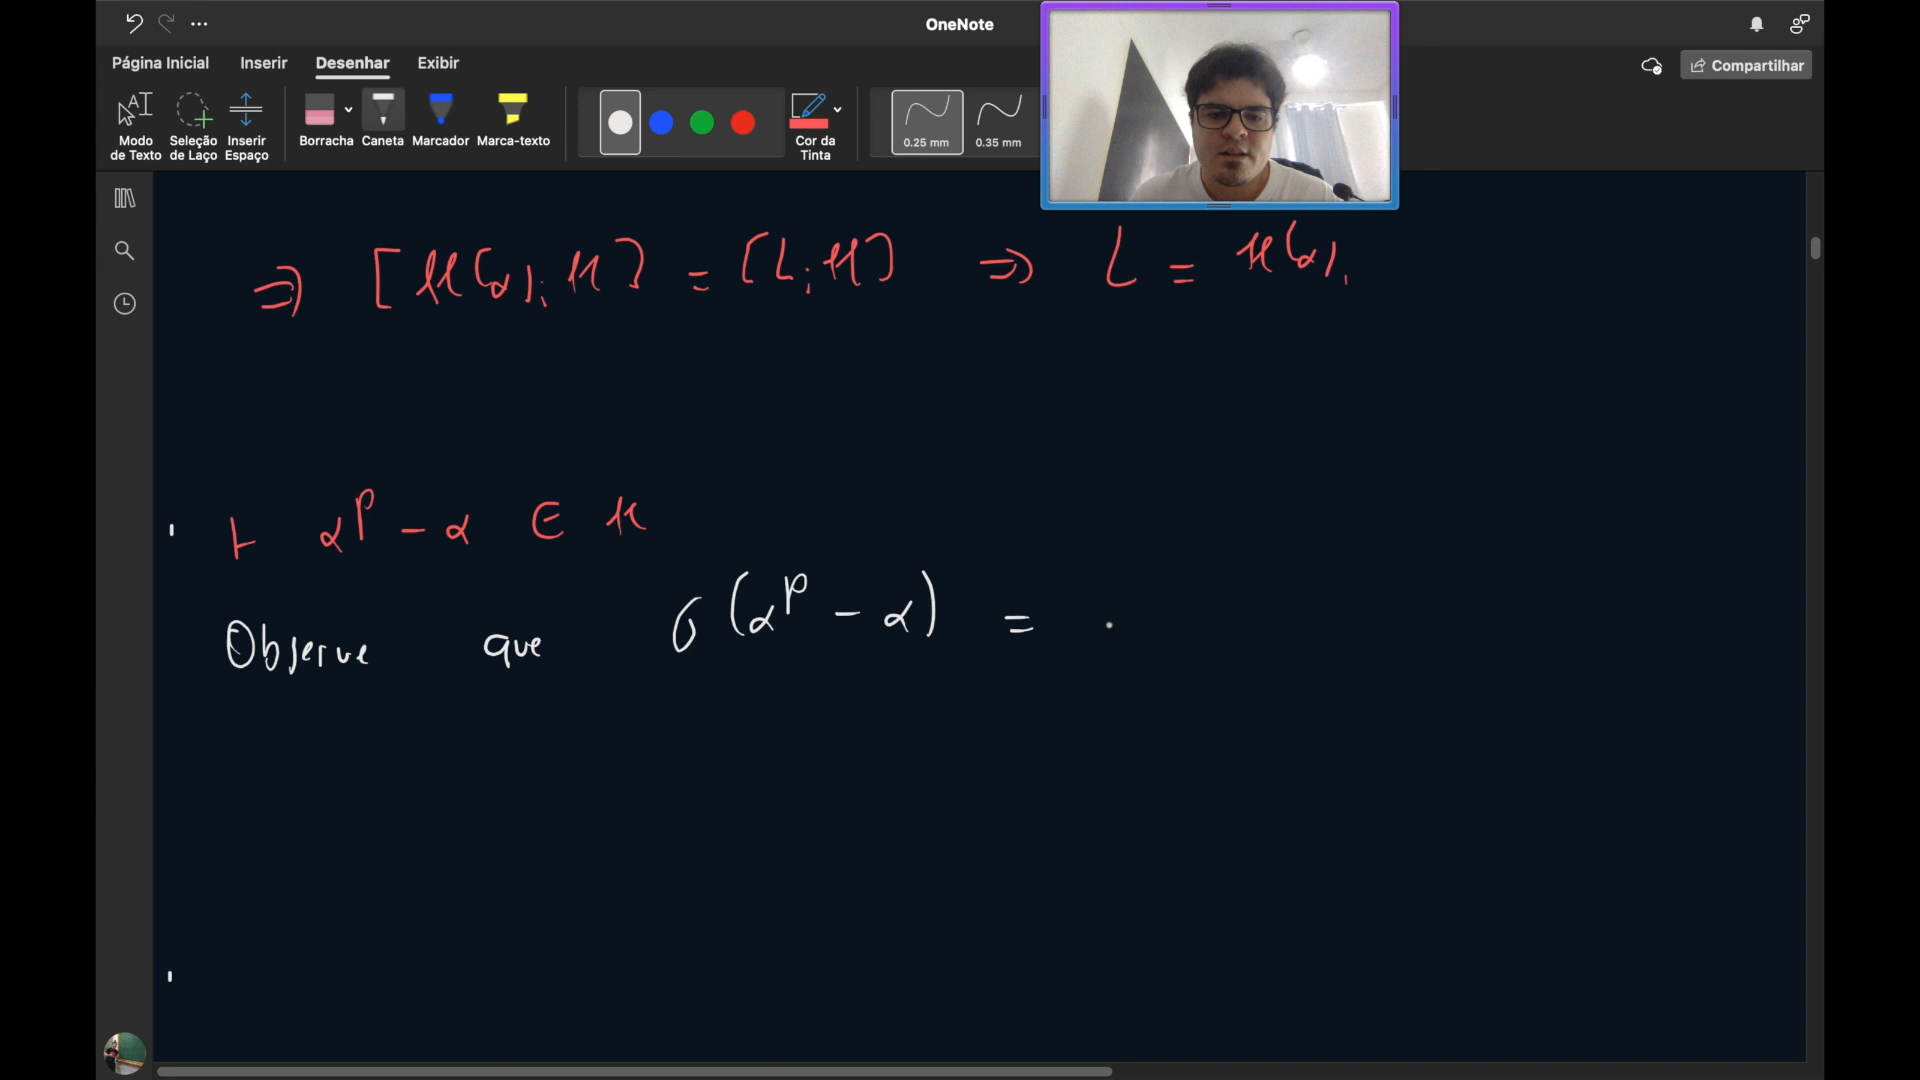 OneNote
Página Inicial Inserir Desenhar Exibir
Compartilhar
Modo de Texto
Seleção de Laço
Inserir Espaço
Borracha
Caneta
Marcador
Marca-texto
Cor da Tinta
0.25 mm
0.35 mm
⇒ [K(α):K] = [L:K] ⇒ L = K(α).
⊢ α^p - α ∈ K
Observe que σ(α^p - α) =